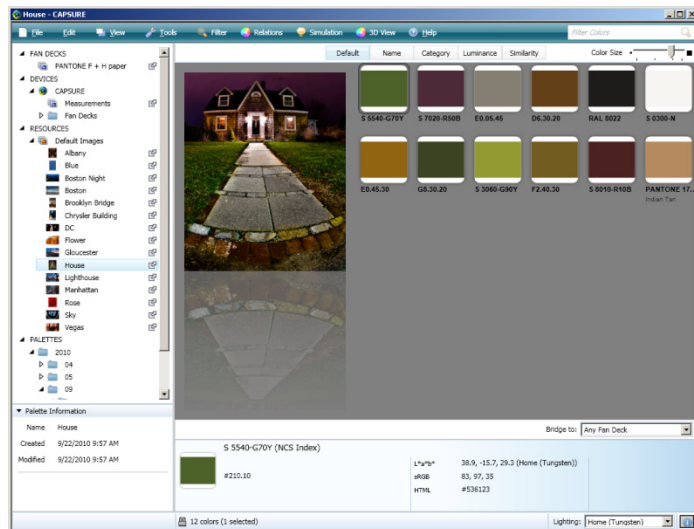 House - CAPSURE
File Edit View Tools Filter Relations Simulation 3D View Help Filter Colors
Default Name Category Luminance Similarity Color Size
FAN DECKS
PANTONE F + H paper
DEVICES
CAPSURE
Measurements
Fan Decks
RESOURCES
Default Images
Albany
Blue
Boston Night
Boston
Brooklyn Bridge
Chrysler Building
DC
Flower
Gloucester
House
Lighthouse
Manhattan
Rose
Sky
Vegas
PALETTES
2010
04
05
09
S 5540-G70Y S 7020-R50B E0.05.45 D6.30.20 RAL 8022 S 0300-N
E0.45.30 G8.30.20 S 3060-G90Y F2.40.30 S 8010-R10B PANTONE 17...
Indian Tan
Palette Information
Name House
Created 9/22/2010 9:57 AM
Modified 9/22/2010 9:57 AM
Bridge to: Any Fan Deck
S 5540-G70Y (NCS Index)
#210.10
L*a*b* 38.9, -15.7, 29.3 (Home (Tungsten))
sRGB 83, 97, 35
HTML #536123
12 colors (1 selected) Lighting: Home (Tungsten)